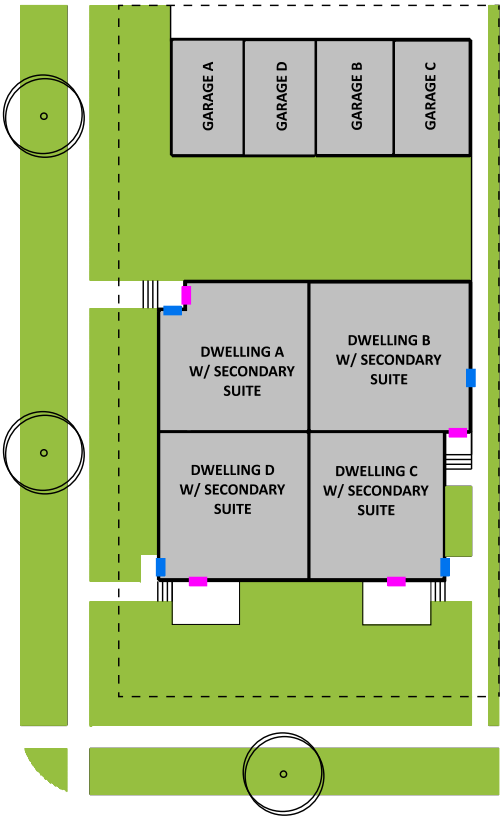 GARAGE A
GARAGE D
GARAGE B
GARAGE C
DWELLING A
W/ SECONDARY
SUITE
DWELLING B
W/ SECONDARY
SUITE
DWELLING D
W/ SECONDARY
SUITE
DWELLING C
W/ SECONDARY
SUITE